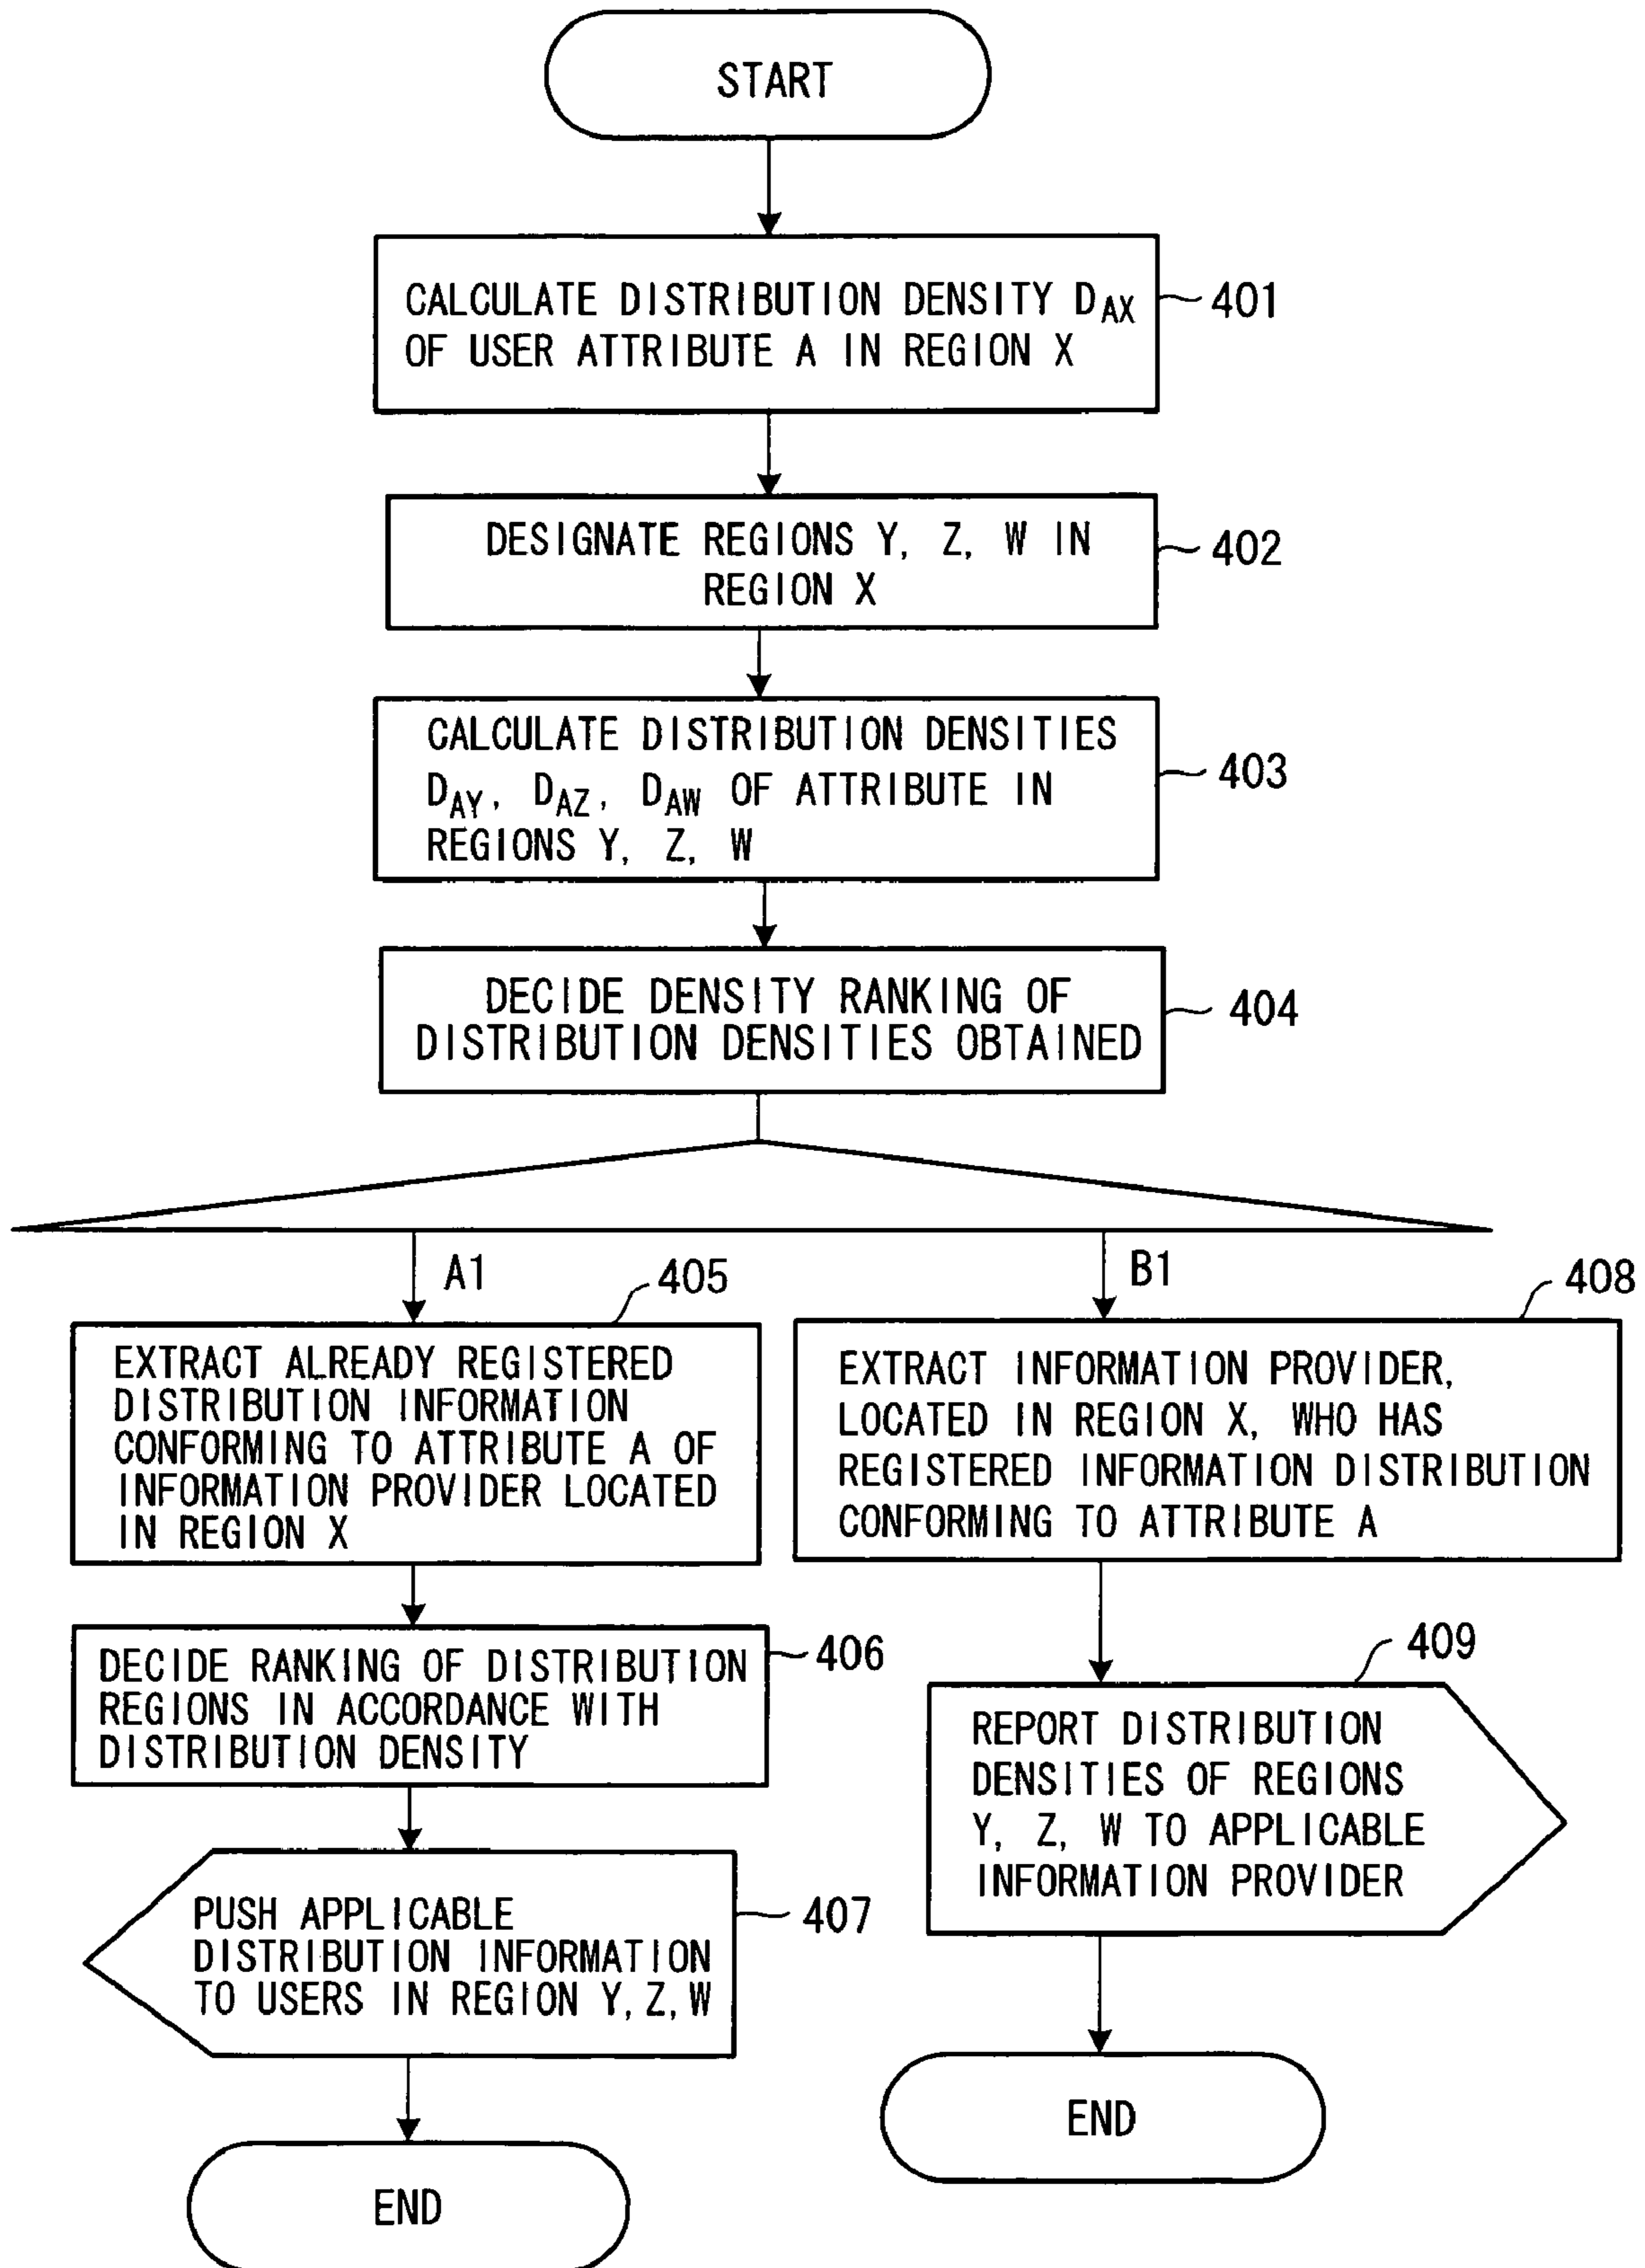 START
CALCULATE DISTRIBUTION DENSITY DAX
OF USER ATTRIBUTE A IN REGION X
401
DESIGNATE REGIONS Y, Z, W IN
REGION X
402
CALCULATE DISTRIBUTION DENSITIES
DAY, DAZ, DAW OF ATTRIBUTE IN
REGIONS Y, Z, W
403
DECIDE DENSITY RANKING OF
DISTRIBUTION DENSITIES OBTAINED
404
A1
405
EXTRACT ALREADY REGISTERED
DISTRIBUTION INFORMATION
CONFORMING TO ATTRIBUTE A OF
INFORMATION PROVIDER LOCATED
IN REGION X
DECIDE RANKING OF DISTRIBUTION
REGIONS IN ACCORDANCE WITH
DISTRIBUTION DENSITY
406
PUSH APPLICABLE
DISTRIBUTION INFORMATION
TO USERS IN REGION Y, Z, W
407
END
B1
408
EXTRACT INFORMATION PROVIDER,
LOCATED IN REGION X, WHO HAS
REGISTERED INFORMATION DISTRIBUTION
CONFORMING TO ATTRIBUTE A
409
REPORT DISTRIBUTION
DENSITIES OF REGIONS
Y, Z, W TO APPLICABLE
INFORMATION PROVIDER
END